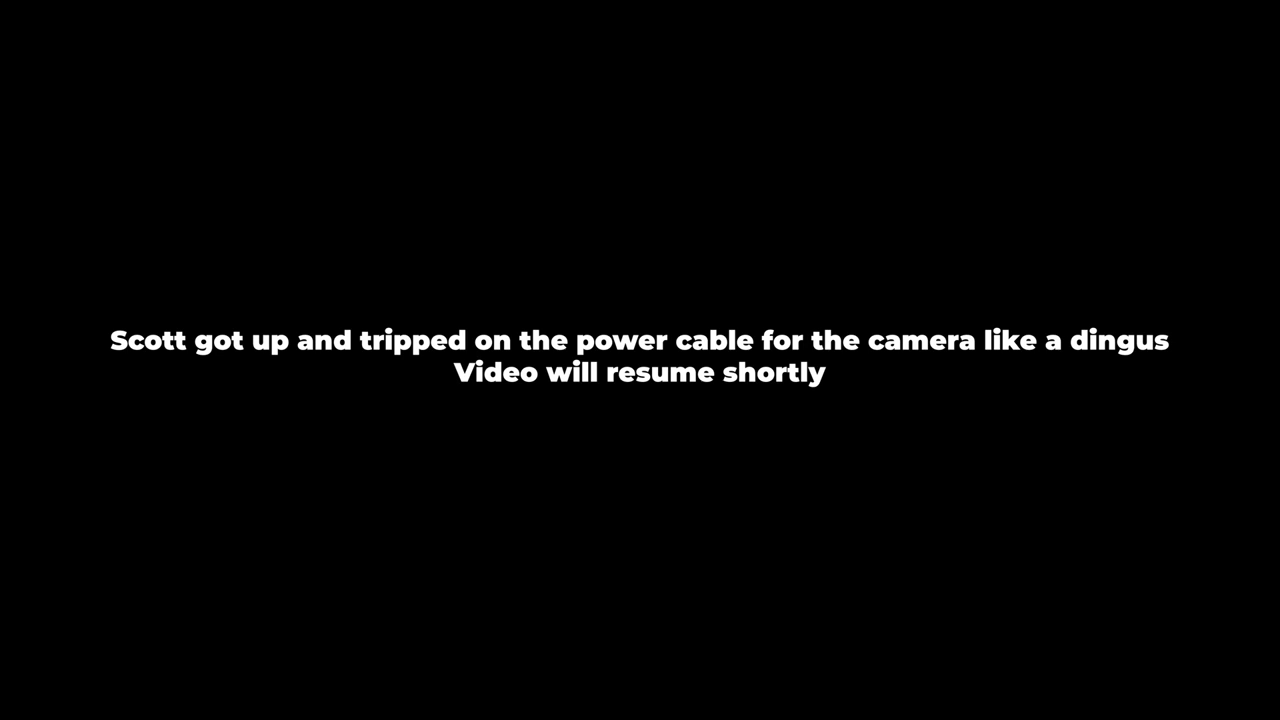 Scott got up and tripped on the power cable for the camera like a dingus
Video will resume shortly